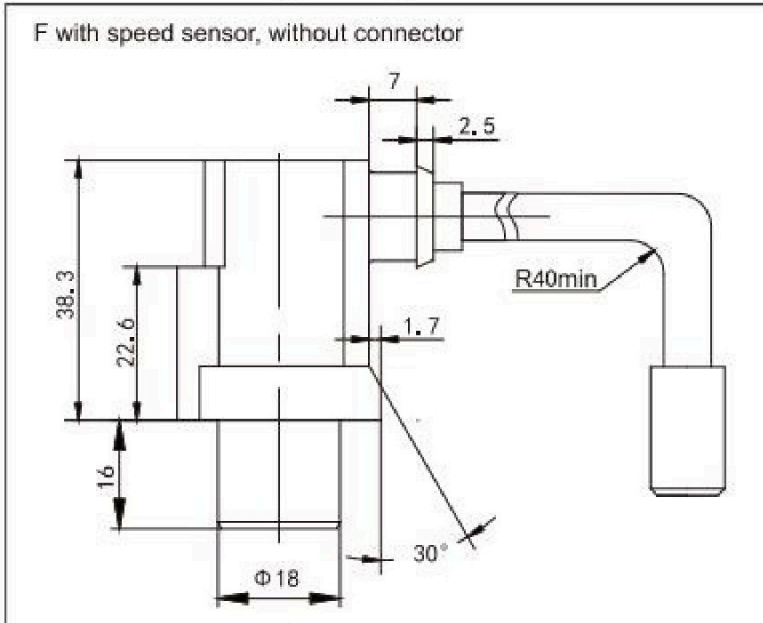 F with speed sensor, without connector
7
2.5
38.3
22.6
R40min
1.7
16
30°
Φ18